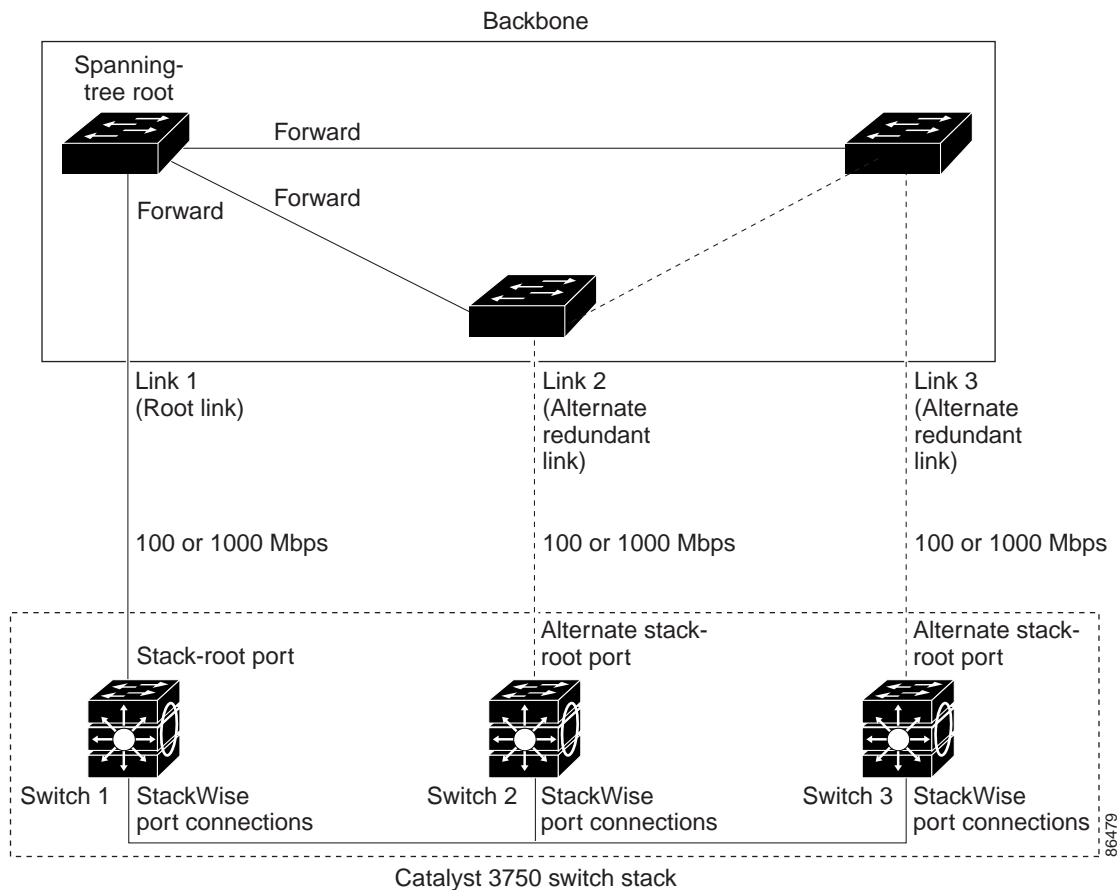 Backbone
Spanning-
tree root
Forward
Forward
Forward
Link 1
(Root link)
Link 2
(Alternate
redundant
link)
Link 3
(Alternate
redundant
link)
100 or 1000 Mbps
100 or 1000 Mbps
100 or 1000 Mbps
Stack-root port
Alternate stack-
root port
Alternate stack-
root port
Switch 1
StackWise
port connections
Switch 2
StackWise
port connections
Switch 3
StackWise
port connections
86479
Catalyst 3750 switch stack